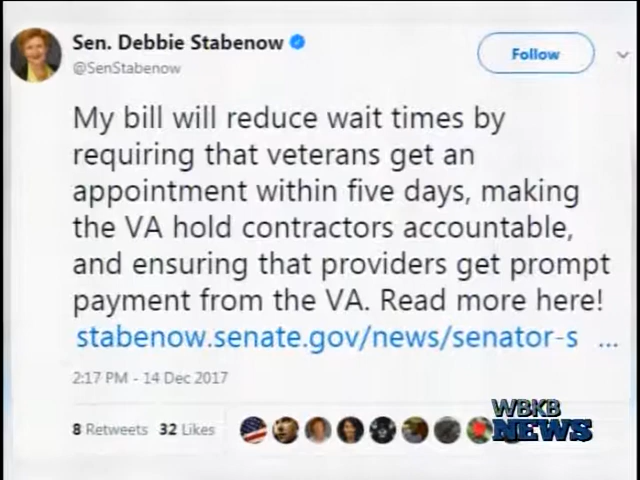 Sen. Debbie Stabenow
@SenStabenow
Follow
My bill will reduce wait times by
requiring that veterans get an
appointment within five days, making
the VA hold contractors accountable,
and ensuring that providers get prompt
payment from the VA. Read more here!
stabenow.senate.gov/news/senator-s ...
2:17 PM - 14 Dec 2017
8 Retweets 32 Likes
WBKB
NEWS